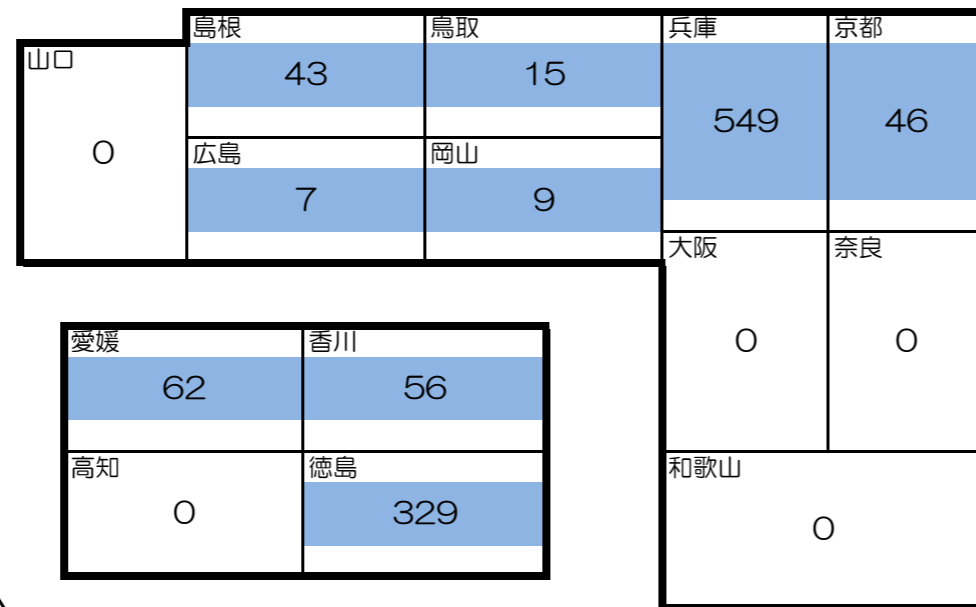 島根
鳥取
兵庫
京都
山口
43
15
549
46
0
広島
岡山
7
9
大阪
奈良
0
0
愛媛
香川
62
56
高知
徳島
和歌山
0
329
0